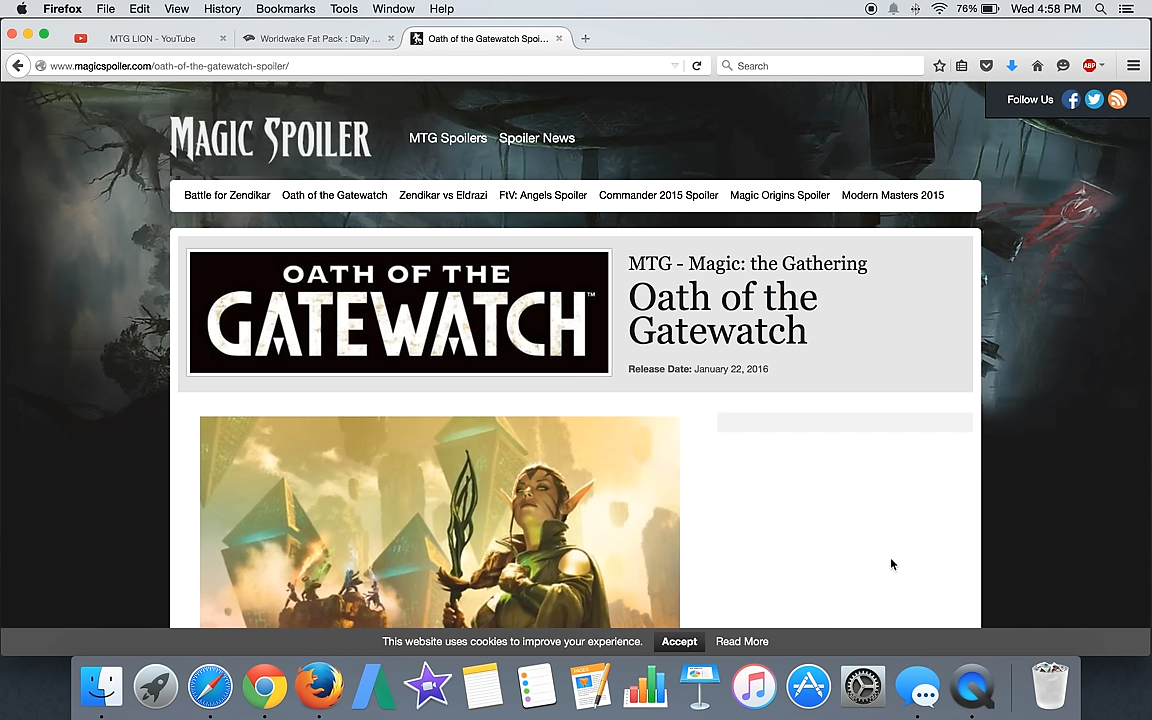 Firefox File Edit View History Bookmarks Tools Window Help 76% Wed 4:58 PM
MTG LION - YouTube × Worldwake Fat Pack : Daily ... × Oath of the Gatewatch Spoi... × +
www.magicspoiler.com/oath-of-the-gatewatch-spoiler/ Search ABP
Follow Us
MAGIC SPOILER MTG Spoilers Spoiler News
Battle for Zendikar Oath of the Gatewatch Zendikar vs Eldrazi FtV: Angels Spoiler Commander 2015 Spoiler Magic Origins Spoiler Modern Masters 2015
OATH OF THE
GATEWATCH™
MTG - Magic: the Gathering
Oath of the
Gatewatch
Release Date: January 22, 2016
This website uses cookies to improve your experience. Accept Read More
PAGES